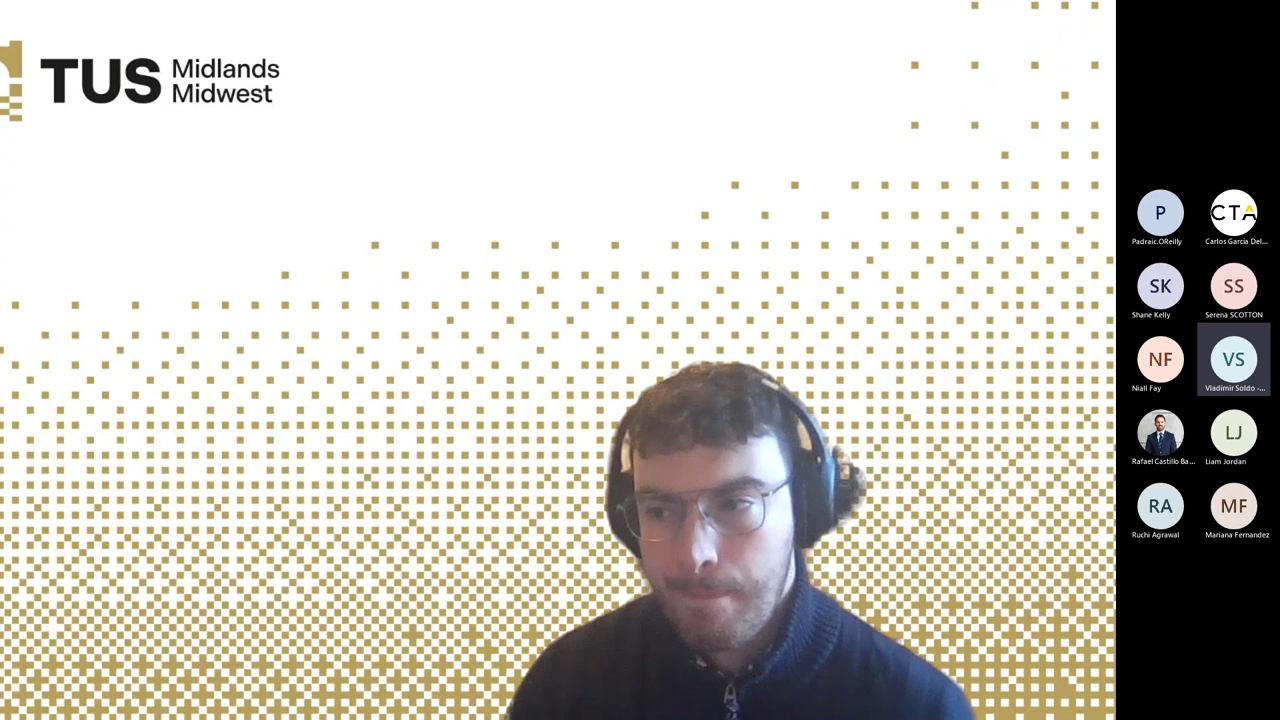 TUS Midlands
Midwest
P
Padraic.OReilly
CTA
Carlos García Del...
SK
Shane Kelly
SS
Serena SCOTTON
NF
Niall Fay
VS
Vladimir Soldo -...
Rafael Castillo Ba...
LJ
Liam Jordan
RA
Ruchi Agrawal
MF
Mariana Fernandez